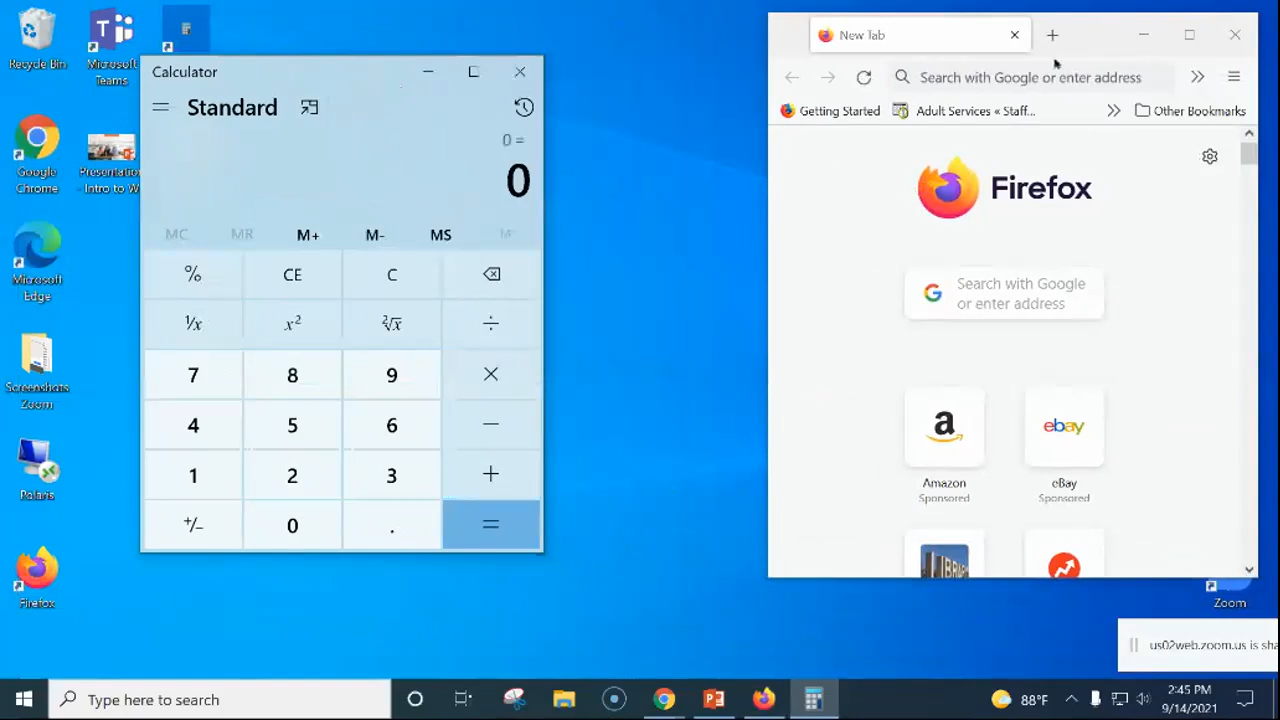 Recycle Bin
Microsoft
Teams
Google
Chrome
Presentation
- Intro to W
Microsoft
Edge
Screenshots
Zoom
Polaris
Firefox
Calculator
Standard
0 =
0
MC MR M+ M- MS
% CE C
¹/x x² ²√x ÷
7 8 9 ×
4 5 6 −
1 2 3 +
+/− 0 . =
New Tab
Search with Google or enter address
Getting Started
Adult Services « Staff...
Other Bookmarks
Firefox
Search with Google
or enter address
a
ebay
Amazon
Sponsored
eBay
Sponsored
LIBRARY
Zoom
us02web.zoom.us is sha
Type here to search
88°F
2:45 PM
9/14/2021